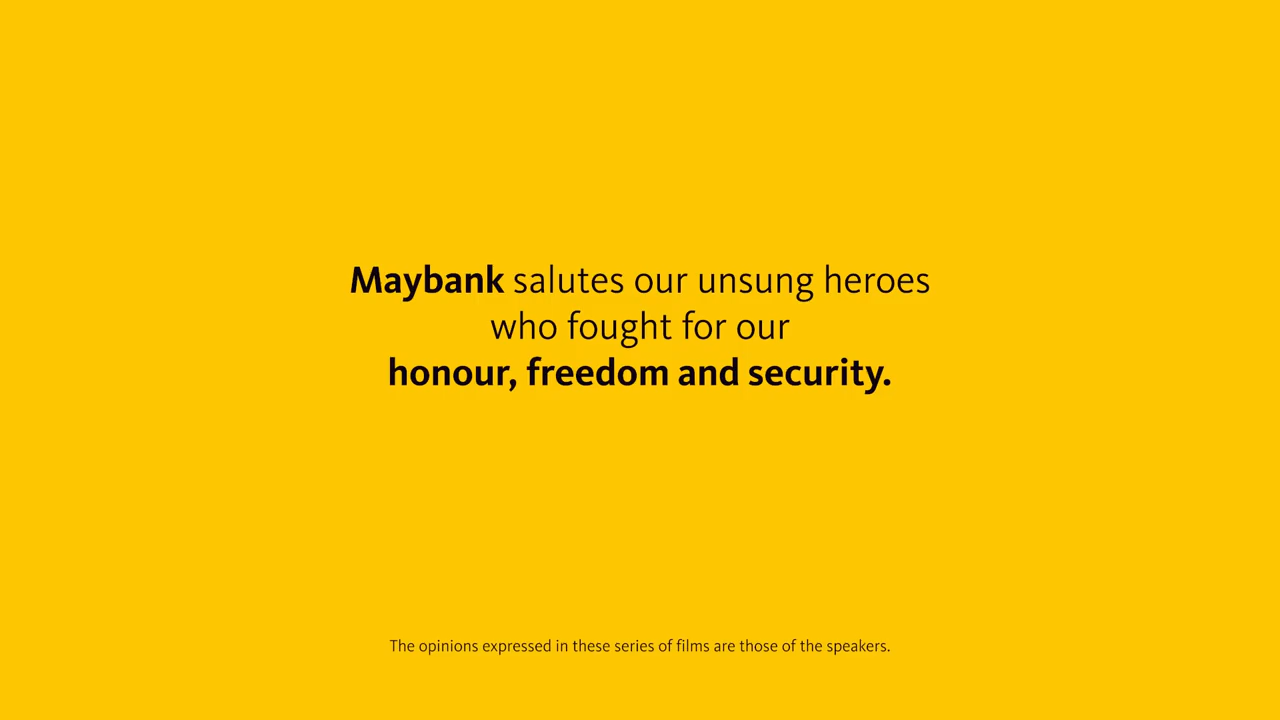 Maybank salutes our unsung heroes
who fought for our
honour, freedom and security.
The opinions expressed in these series of films are those of the speakers.